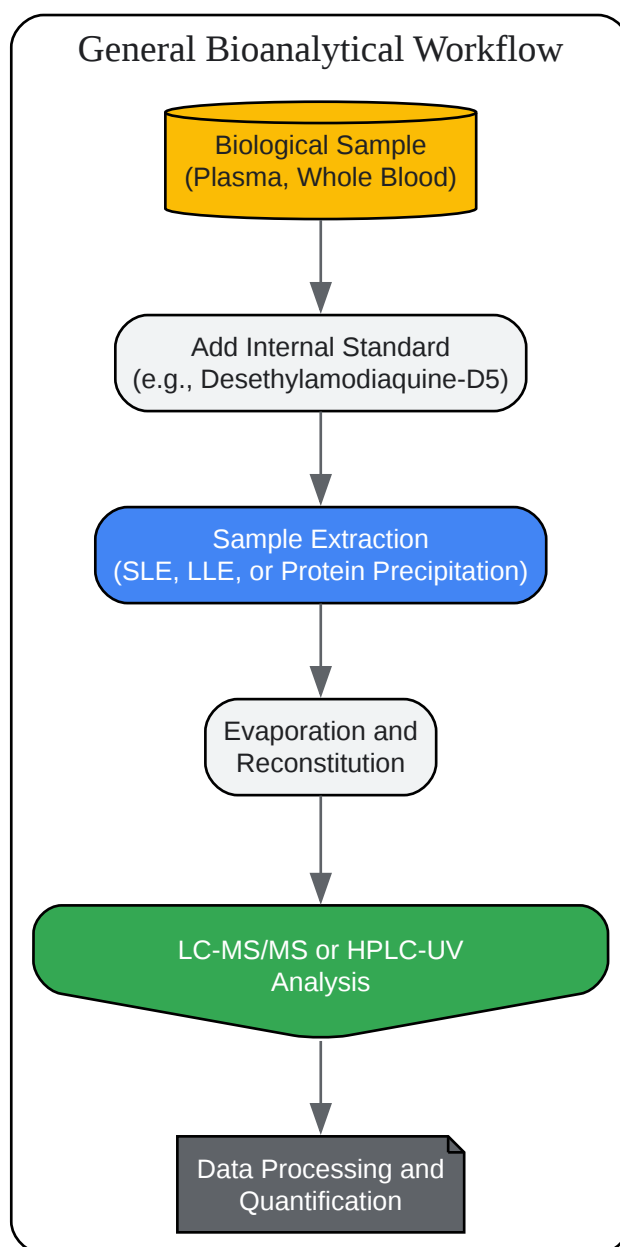 General Bioanalytical Workflow
Biological Sample
(Plasma, Whole Blood)
Add Internal Standard
(e.g., Desethylamodiaquine-D5)
Sample Extraction
(SLE, LLE, or Protein Precipitation)
Evaporation and
Reconstitution
LC-MS/MS or HPLC-UV
Analysis
Data Processing and
Quantification